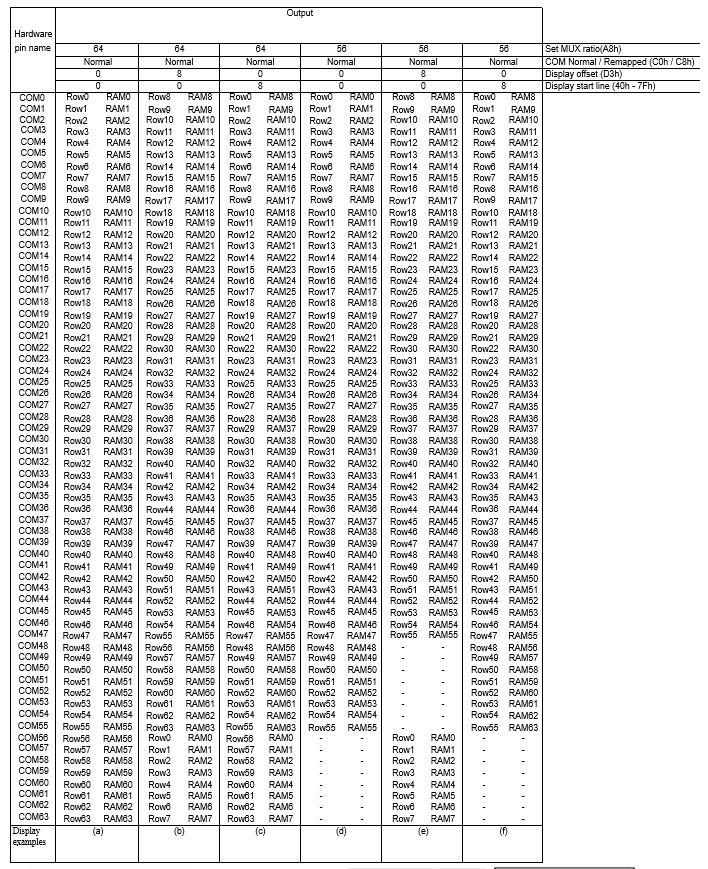 Output
Hardware
pin name 64 64 64 56 56 56 Set MUX ratio(A8h)
Normal Normal Normal Normal Normal Normal COM Normal / Remapped (C0h / C8h)
0 8 0 0 8 0 Display offset (D3h)
0 0 8 0 0 8 Display start line (40h - 7Fh)
COM0 Row0 RAM0 Row8 RAM8 Row0 RAM8 Row0 RAM0 Row8 RAM8 Row0 RAM8
COM1 Row1 RAM1 Row9 RAM9 Row1 RAM9 Row1 RAM1 Row9 RAM9 Row1 RAM9
COM2 Row2 RAM2 Row10 RAM10 Row2 RAM10 Row2 RAM2 Row10 RAM10 Row2 RAM10
COM3 Row3 RAM3 Row11 RAM11 Row3 RAM11 Row3 RAM3 Row11 RAM11 Row3 RAM11
COM4 Row4 RAM4 Row12 RAM12 Row4 RAM12 Row4 RAM4 Row12 RAM12 Row4 RAM12
COM5 Row5 RAM5 Row13 RAM13 Row5 RAM13 Row5 RAM5 Row13 RAM13 Row5 RAM13
COM6 Row6 RAM6 Row14 RAM14 Row6 RAM14 Row6 RAM6 Row14 RAM14 Row6 RAM14
COM7 Row7 RAM7 Row15 RAM15 Row7 RAM15 Row7 RAM7 Row15 RAM15 Row7 RAM15
COM8 Row8 RAM8 Row16 RAM16 Row8 RAM16 Row8 RAM8 Row16 RAM16 Row8 RAM16
COM9 Row9 RAM9 Row17 RAM17 Row9 RAM17 Row9 RAM9 Row17 RAM17 Row9 RAM17
COM10 Row10 RAM10 Row18 RAM18 Row10 RAM18 Row10 RAM10 Row18 RAM18 Row10 RAM18
COM11 Row11 RAM11 Row19 RAM19 Row11 RAM19 Row11 RAM11 Row19 RAM19 Row11 RAM19
COM12 Row12 RAM12 Row20 RAM20 Row12 RAM20 Row12 RAM12 Row20 RAM20 Row12 RAM20
COM13 Row13 RAM13 Row21 RAM21 Row13 RAM21 Row13 RAM13 Row21 RAM21 Row13 RAM21
COM14 Row14 RAM14 Row22 RAM22 Row14 RAM22 Row14 RAM14 Row22 RAM22 Row14 RAM22
COM15 Row15 RAM15 Row23 RAM23 Row15 RAM23 Row15 RAM15 Row23 RAM23 Row15 RAM23
COM16 Row16 RAM16 Row24 RAM24 Row16 RAM24 Row16 RAM16 Row24 RAM24 Row16 RAM24
COM17 Row17 RAM17 Row25 RAM25 Row17 RAM25 Row17 RAM17 Row25 RAM25 Row17 RAM25
COM18 Row18 RAM18 Row26 RAM26 Row18 RAM26 Row18 RAM18 Row26 RAM26 Row18 RAM26
COM19 Row19 RAM19 Row27 RAM27 Row19 RAM27 Row19 RAM19 Row27 RAM27 Row19 RAM27
COM20 Row20 RAM20 Row28 RAM28 Row20 RAM28 Row20 RAM20 Row28 RAM28 Row20 RAM28
COM21 Row21 RAM21 Row29 RAM29 Row21 RAM29 Row21 RAM21 Row29 RAM29 Row21 RAM29
COM22 Row22 RAM22 Row30 RAM30 Row22 RAM30 Row22 RAM22 Row30 RAM30 Row22 RAM30
COM23 Row23 RAM23 Row31 RAM31 Row23 RAM31 Row23 RAM23 Row31 RAM31 Row23 RAM31
COM24 Row24 RAM24 Row32 RAM32 Row24 RAM32 Row24 RAM24 Row32 RAM32 Row24 RAM32
COM25 Row25 RAM25 Row33 RAM33 Row25 RAM33 Row25 RAM25 Row33 RAM33 Row25 RAM33
COM26 Row26 RAM26 Row34 RAM34 Row26 RAM34 Row26 RAM26 Row34 RAM34 Row26 RAM34
COM27 Row27 RAM27 Row35 RAM35 Row27 RAM35 Row27 RAM27 Row35 RAM35 Row27 RAM35
COM28 Row28 RAM28 Row36 RAM36 Row28 RAM36 Row28 RAM28 Row36 RAM36 Row28 RAM36
COM29 Row29 RAM29 Row37 RAM37 Row29 RAM37 Row29 RAM29 Row37 RAM37 Row29 RAM37
COM30 Row30 RAM30 Row38 RAM38 Row30 RAM38 Row30 RAM30 Row38 RAM38 Row30 RAM38
COM31 Row31 RAM31 Row39 RAM39 Row31 RAM39 Row31 RAM31 Row39 RAM39 Row31 RAM39
COM32 Row32 RAM32 Row40 RAM40 Row32 RAM40 Row32 RAM32 Row40 RAM40 Row32 RAM40
COM33 Row33 RAM33 Row41 RAM41 Row33 RAM41 Row33 RAM33 Row41 RAM41 Row33 RAM41
COM34 Row34 RAM34 Row42 RAM42 Row34 RAM42 Row34 RAM34 Row42 RAM42 Row34 RAM42
COM35 Row35 RAM35 Row43 RAM43 Row35 RAM43 Row35 RAM35 Row43 RAM43 Row35 RAM43
COM36 Row36 RAM36 Row44 RAM44 Row36 RAM44 Row36 RAM36 Row44 RAM44 Row36 RAM44
COM37 Row37 RAM37 Row45 RAM45 Row37 RAM45 Row37 RAM37 Row45 RAM45 Row37 RAM45
COM38 Row38 RAM38 Row46 RAM46 Row38 RAM46 Row38 RAM38 Row46 RAM46 Row38 RAM46
COM39 Row39 RAM39 Row47 RAM47 Row39 RAM47 Row39 RAM39 Row47 RAM47 Row39 RAM47
COM40 Row40 RAM40 Row48 RAM48 Row40 RAM48 Row40 RAM40 Row48 RAM48 Row40 RAM48
COM41 Row41 RAM41 Row49 RAM49 Row41 RAM49 Row41 RAM41 Row49 RAM49 Row41 RAM49
COM42 Row42 RAM42 Row50 RAM50 Row42 RAM50 Row42 RAM42 Row50 RAM50 Row42 RAM50
COM43 Row43 RAM43 Row51 RAM51 Row43 RAM51 Row43 RAM43 Row51 RAM51 Row43 RAM51
COM44 Row44 RAM44 Row52 RAM52 Row44 RAM52 Row44 RAM44 Row52 RAM52 Row44 RAM52
COM45 Row45 RAM45 Row53 RAM53 Row45 RAM53 Row45 RAM45 Row53 RAM53 Row45 RAM53
COM46 Row46 RAM46 Row54 RAM54 Row46 RAM54 Row46 RAM46 Row54 RAM54 Row46 RAM54
COM47 Row47 RAM47 Row55 RAM55 Row47 RAM55 Row47 RAM47 Row55 RAM55 Row47 RAM55
COM48 Row48 RAM48 Row56 RAM56 Row48 RAM56 Row48 RAM48 - - Row48 RAM56
COM49 Row49 RAM49 Row57 RAM57 Row49 RAM57 Row49 RAM49 - - Row49 RAM57
COM50 Row50 RAM50 Row58 RAM58 Row50 RAM58 Row50 RAM50 - - Row50 RAM58
COM51 Row51 RAM51 Row59 RAM59 Row51 RAM59 Row51 RAM51 - - Row51 RAM59
COM52 Row52 RAM52 Row60 RAM60 Row52 RAM60 Row52 RAM52 - - Row52 RAM60
COM53 Row53 RAM53 Row61 RAM61 Row53 RAM61 Row53 RAM53 - - Row53 RAM61
COM54 Row54 RAM54 Row62 RAM62 Row54 RAM62 Row54 RAM54 - - Row54 RAM62
COM55 Row55 RAM55 Row63 RAM63 Row55 RAM63 Row55 RAM55 - - Row55 RAM63
COM56 Row56 RAM56 Row0 RAM0 Row56 RAM0 - - Row0 RAM0 - -
COM57 Row57 RAM57 Row1 RAM1 Row57 RAM1 - - Row1 RAM1 - -
COM58 Row58 RAM58 Row2 RAM2 Row58 RAM2 - - Row2 RAM2 - -
COM59 Row59 RAM59 Row3 RAM3 Row59 RAM3 - - Row3 RAM3 - -
COM60 Row60 RAM60 Row4 RAM4 Row60 RAM4 - - Row4 RAM4 - -
COM61 Row61 RAM61 Row5 RAM5 Row61 RAM5 - - Row5 RAM5 - -
COM62 Row62 RAM62 Row6 RAM6 Row62 RAM6 - - Row6 RAM6 - -
COM63 Row63 RAM63 Row7 RAM7 Row63 RAM7 - - Row7 RAM7 - -
Display (a) (b) (c) (d) (e) (f)
examples